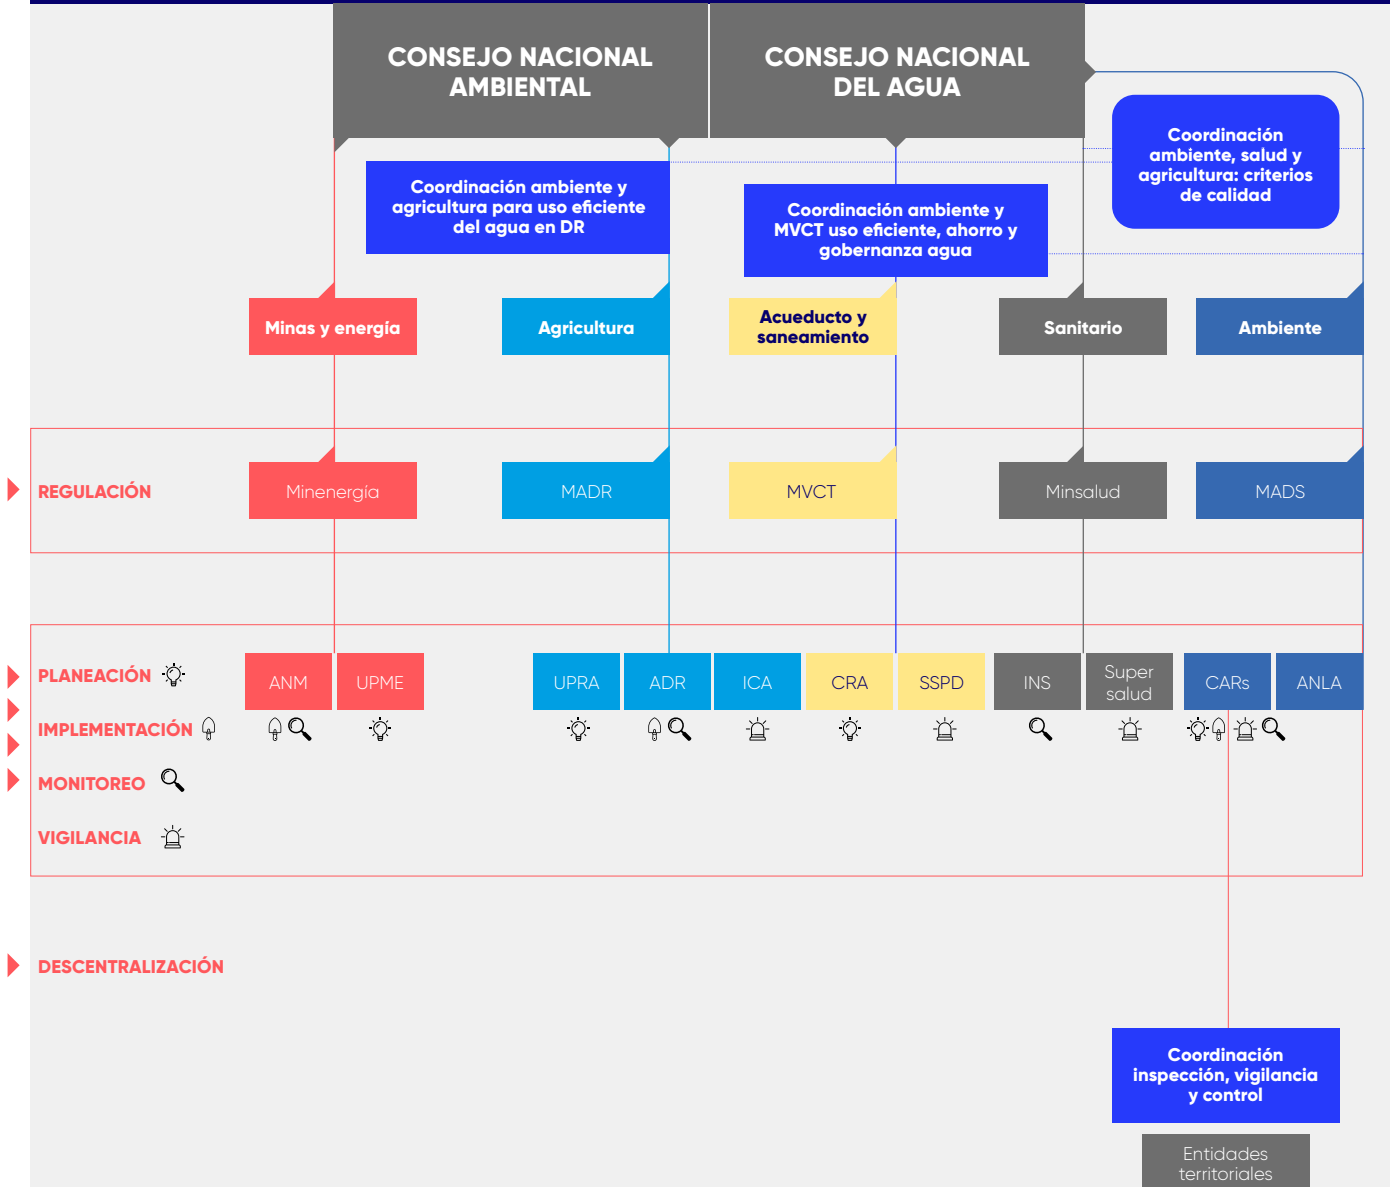 CONSEJO NACIONAL
AMBIENTAL
CONSEJO NACIONAL
DEL AGUA
Coordinación
ambiente, salud y
agricultura: criterios
de calidad
Coordinación ambiente y
agricultura para uso eficiente
del agua en DR
Coordinación ambiente y
MVCT uso eficiente, ahorro y
gobernanza agua
Minas y energía
Agricultura
Acueducto y
saneamiento
Sanitario
Ambiente
REGULACIÓN
Minenergía
MADR
MVCT
Minsalud
MADS
PLANEACIÓN
ANM
UPME
UPRA
ADR
ICA
CRA
SSPD
INS
Super
salud
CARs
ANLA
IMPLEMENTACIÓN
MONITOREO
VIGILANCIA
DESCENTRALIZACIÓN
Coordinación
inspección, vigilancia
y control
Entidades
territoriales